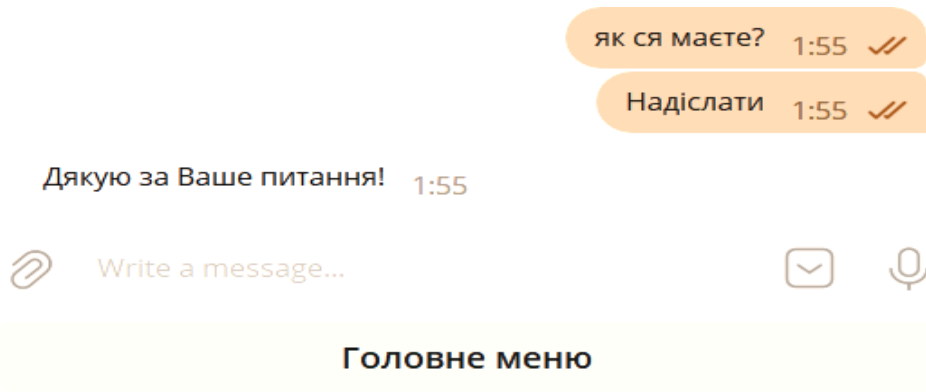 як ся маєте? 1:55
Надіслати 1:55
Дякую за Ваше питання! 1:55
Write a message...
Головне меню